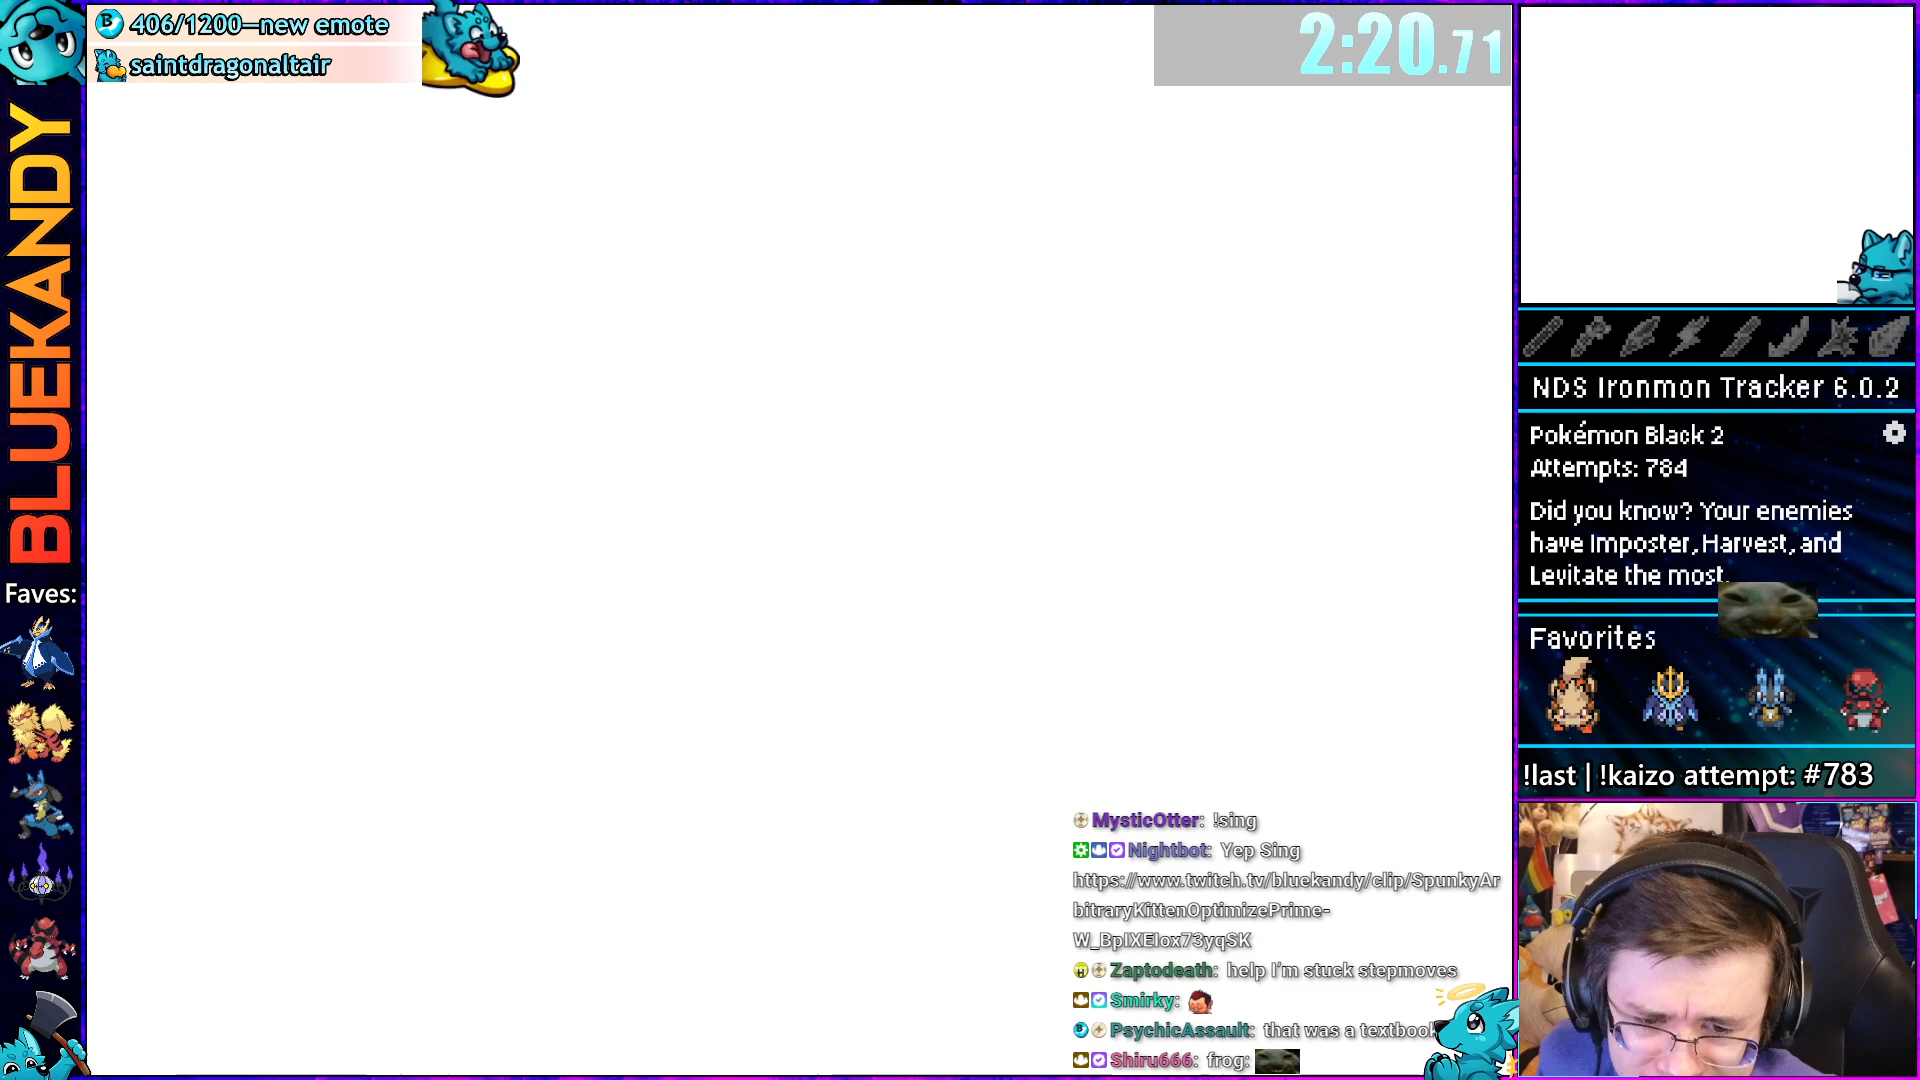 406/1200—new emote
saintdragonaltair
2:20.71
BLUEKANDY
Faves:
NDS Ironmon Tracker 6.0.2
Pokémon Black 2
Attempts: 784
Did you know? Your enemies
have Imposter, Harvest, and
Levitate the most.
Favorites
!last | !kaizo attempt: #783
MysticOtter: !sing
Nightbot: Yep Sing
https://www.twitch.tv/bluekandy/clip/SpunkyAr
bitraryKittenOptimizePrime-
W_BpIXEIox73yqSK
Zaptodeath: help I'm stuck stepmoves
Smirky:
PsychicAssault: that was a textbook
Shiru666: frog: